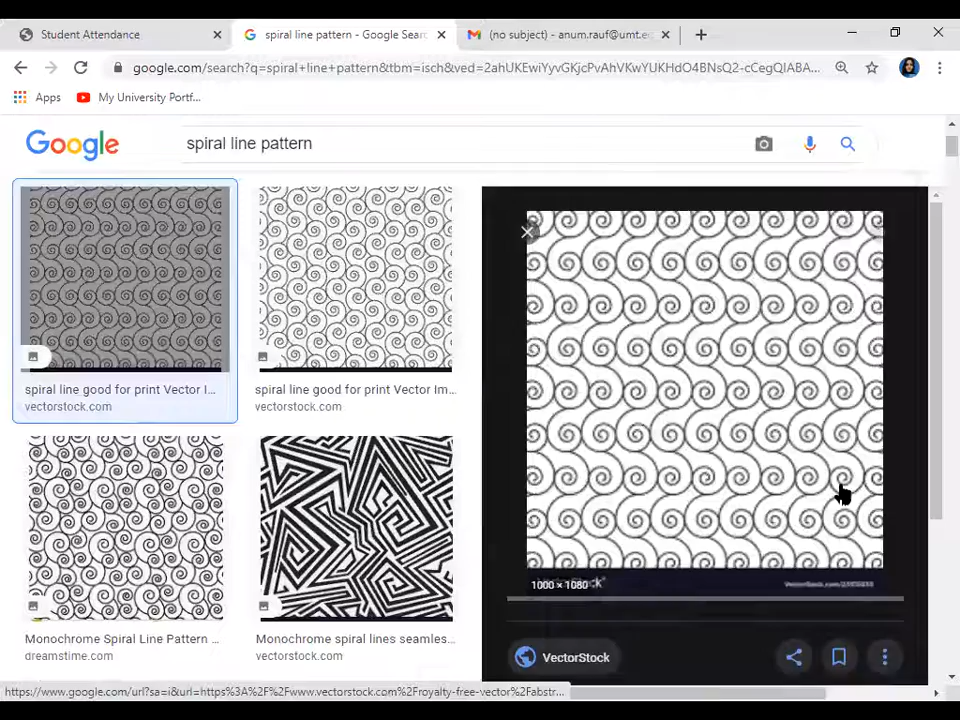 Student Attendance
spiral line pattern - Google Sear
(no subject) - anum.rauf@umt.e
google.com/search?q=spiral+line+pattern&tbm=isch&ved=2ahUKEwiYyvGKjcPvAhVKwYUKHdO4BNsQ2-cCegQIABA...
Apps
My University Portf...
Google
spiral line pattern
spiral line good for print Vector I...
vectorstock.com
spiral line good for print Vector Im...
vectorstock.com
Monochrome Spiral Line Pattern ...
dreamstime.com
Monochrome spiral lines seamles...
vectorstock.com
1000 × 1080
VectorStock
https://www.google.com/url?sa=i&url=https%3A%2F%2Fwww.vectorstock.com%2Froyalty-free-vector%2Fabstr...